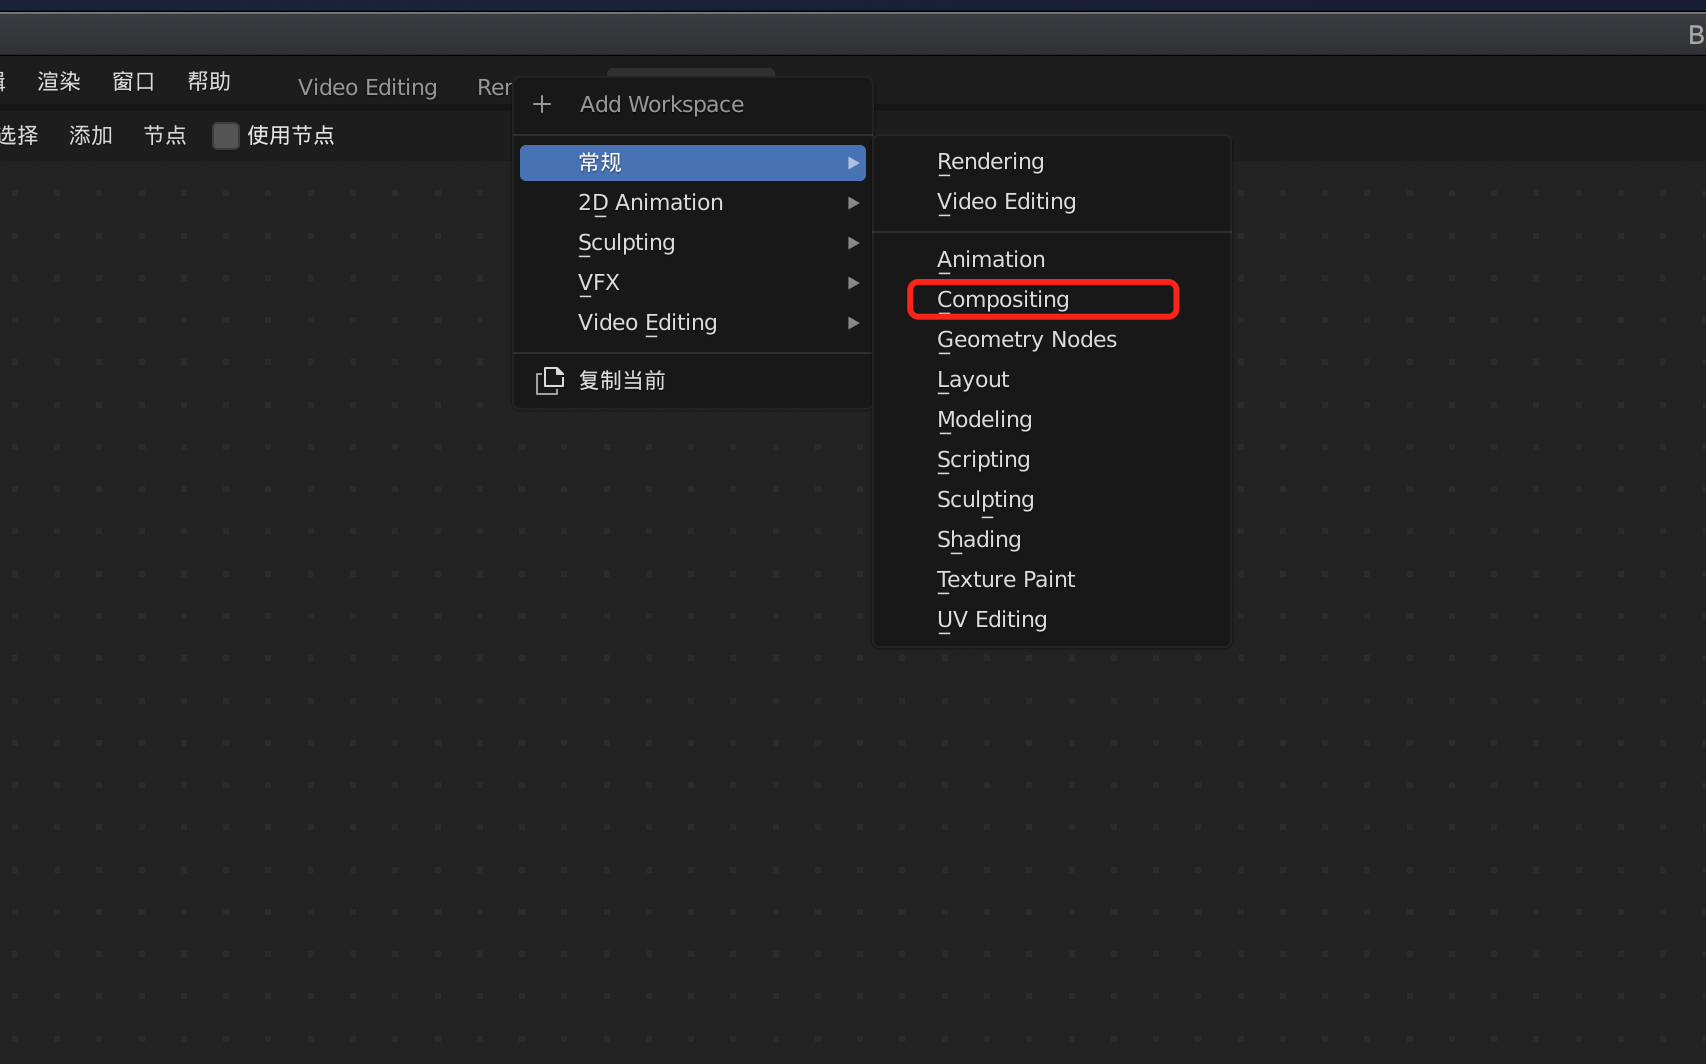 渲染 窗口 帮助 Video Editing
选择 添加 节点 使用节点
Add Workspace
常规
2D Animation
Sculpting
VFX
Video Editing
复制当前
Rendering
Video Editing
Animation
Compositing
Geometry Nodes
Layout
Modeling
Scripting
Sculpting
Shading
Texture Paint
UV Editing